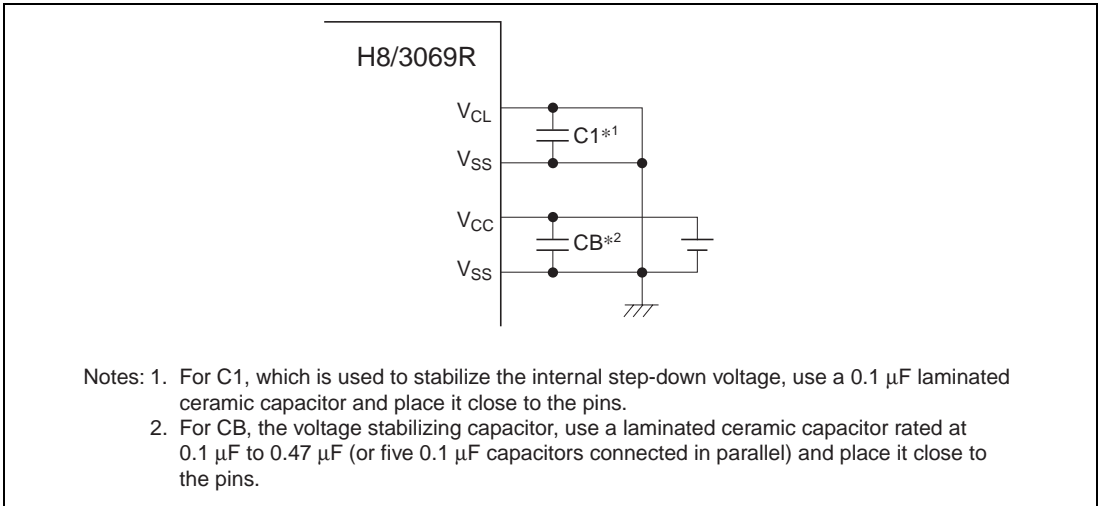 H8/3069R
VCL
C1*1
VSS
VCC
CB*2
VSS
Notes: 1. For C1, which is used to stabilize the internal step-down voltage, use a 0.1 μF laminated
ceramic capacitor and place it close to the pins.
2. For CB, the voltage stabilizing capacitor, use a laminated ceramic capacitor rated at
0.1 μF to 0.47 μF (or five 0.1 μF capacitors connected in parallel) and place it close to
the pins.